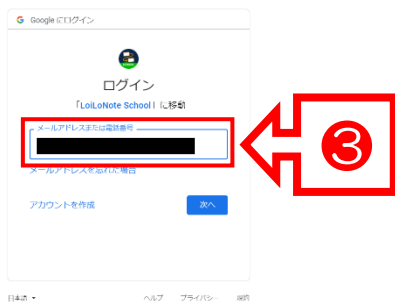 G Google にログイン
ログイン
「LoiLoNote School」に移動
メールアドレスまたは電話番号
メールアドレスを忘れた場合
アカウントを作成
次へ
日本語
ヘルプ
プライバシー
規約
3